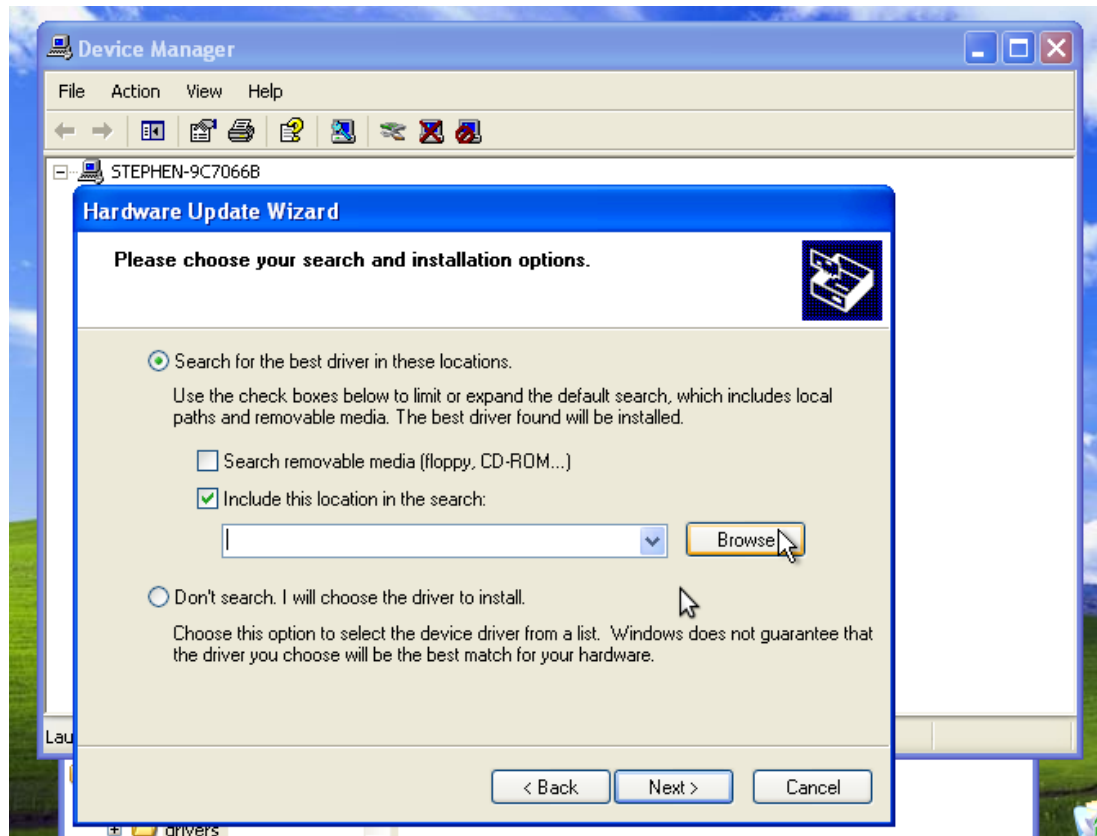 Device Manager
File Action View Help
STEPHEN-9C7066B
Hardware Update Wizard
Please choose your search and installation options.
Search for the best driver in these locations.
Use the check boxes below to limit or expand the default search, which includes local
paths and removable media. The best driver found will be installed.
Search removable media (floppy, CD-ROM...)
Include this location in the search:
Browse
Don't search. I will choose the driver to install.
Choose this option to select the device driver from a list. Windows does not guarantee that
the driver you choose will be the best match for your hardware.
Lau
< Back Next > Cancel
drivers